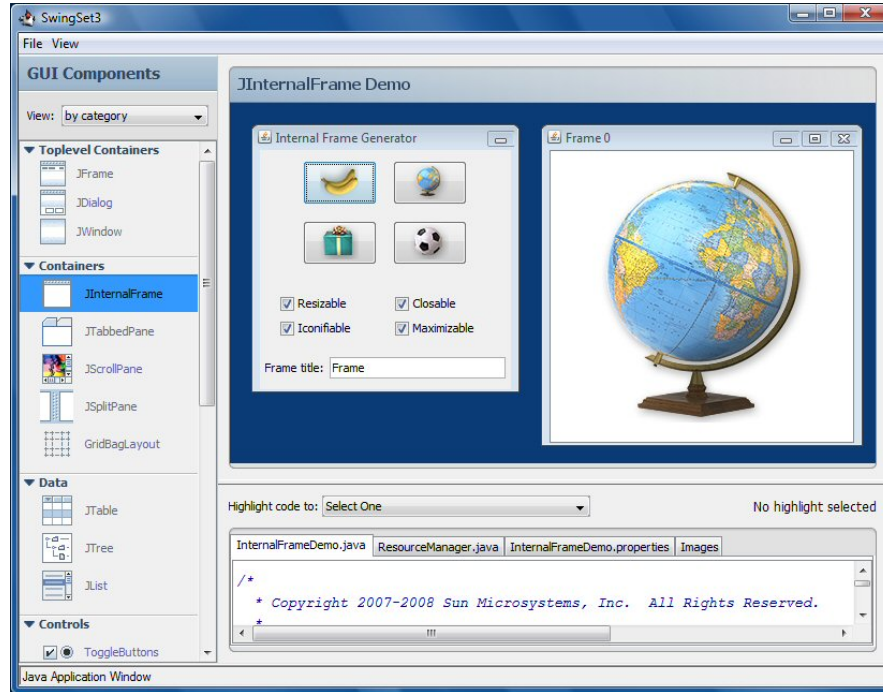 SwingSet3
File View
GUI Components
View: by category
Toplevel Containers
JFrame
JDialog
JWindow
Containers
JInternalFrame
JTabbedPane
JScrollPane
JSplitPane
GridBagLayout
Data
JTable
JTree
JList
Controls
ToggleButtons
JInternalFrame Demo
Internal Frame Generator
Resizable Closable
Iconifiable Maximizable
Frame title: Frame
Frame 0
Highlight code to: Select One No highlight selected
InternalFrameDemo.java ResourceManager.java InternalFrameDemo.properties Images
/*
* Copyright 2007-2008 Sun Microsystems, Inc. All Rights Reserved.
*
Java Application Window